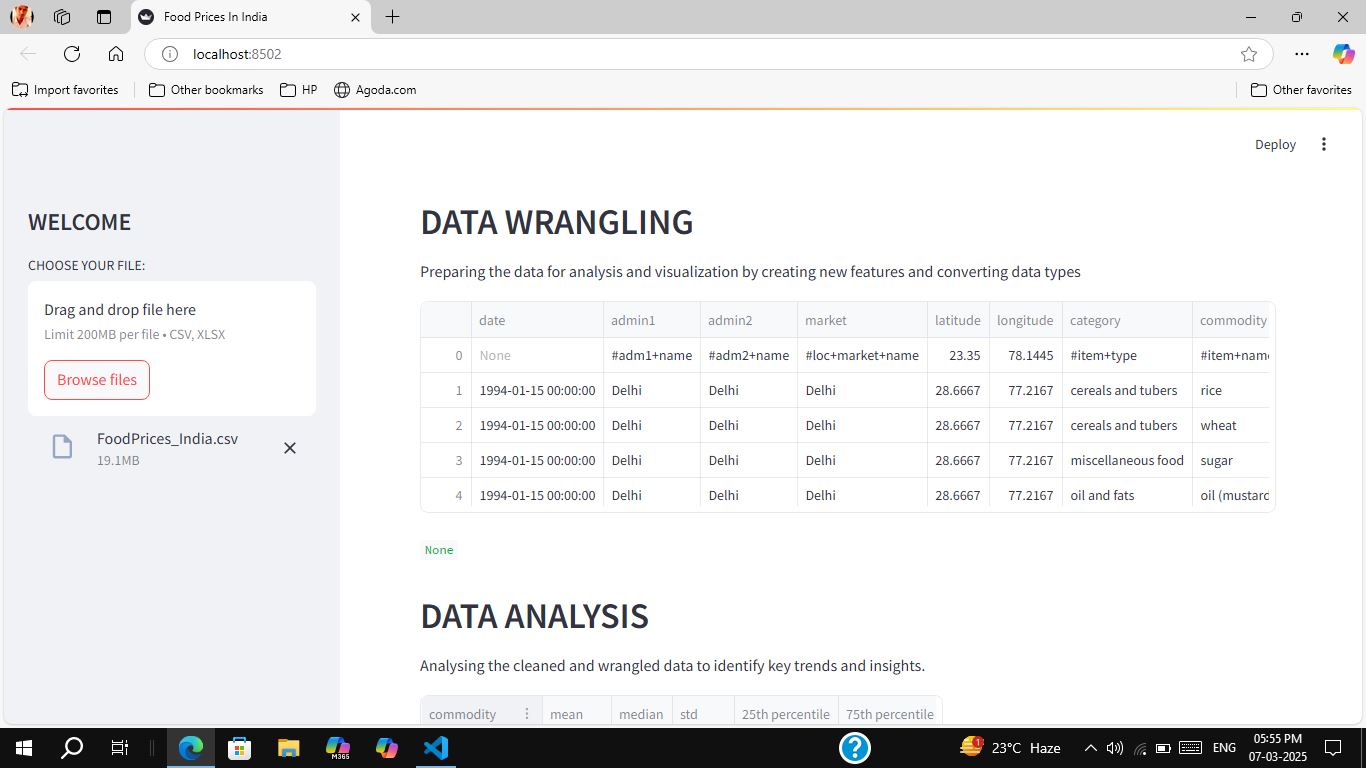 Food Prices In India
localhost:8502
Import favorites
Other bookmarks
HP
Agoda.com
Other favorites
Deploy
WELCOME
CHOOSE YOUR FILE:
Drag and drop file here
Limit 200MB per file • CSV, XLSX
Browse files
FoodPrices_India.csv
19.1MB
DATA WRANGLING
Preparing the data for analysis and visualization by creating new features and converting data types
date admin1 admin2 market latitude longitude category commodity
0 None #adm1+name #adm2+name #loc+market+name 23.35 78.1445 #item+type #item+name
1 1994-01-15 00:00:00 Delhi Delhi Delhi 28.6667 77.2167 cereals and tubers rice
2 1994-01-15 00:00:00 Delhi Delhi Delhi 28.6667 77.2167 cereals and tubers wheat
3 1994-01-15 00:00:00 Delhi Delhi Delhi 28.6667 77.2167 miscellaneous food sugar
4 1994-01-15 00:00:00 Delhi Delhi Delhi 28.6667 77.2167 oil and fats oil (mustard
None
DATA ANALYSIS
Analysing the cleaned and wrangled data to identify key trends and insights.
commodity mean median std 25th percentile 75th percentile
M365
1
23°C Haze
ENG
05:55 PM
07-03-2025